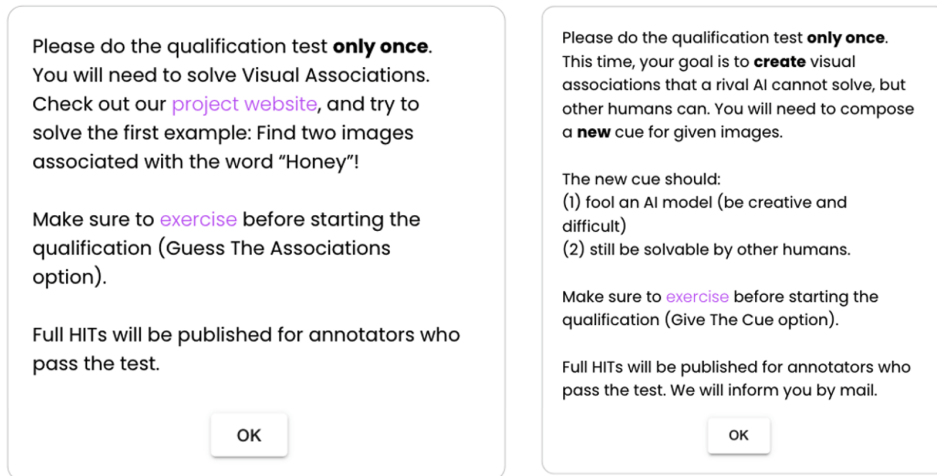 Please do the qualification test only once.
You will need to solve Visual Associations.
Check out our project website, and try to
solve the first example: Find two images
associated with the word “Honey”!
Make sure to exercise before starting the
qualification (Guess The Associations
option).
Full HITs will be published for annotators who
pass the test.
OK
Please do the qualification test only once.
This time, your goal is to create visual
associations that a rival AI cannot solve, but
other humans can. You will need to compose
a new cue for given images.
The new cue should:
(1) fool an AI model (be creative and
difficult)
(2) still be solvable by other humans.
Make sure to exercise before starting the
qualification (Give The Cue option).
Full HITs will be published for annotators who
pass the test. We will inform you by mail.
OK